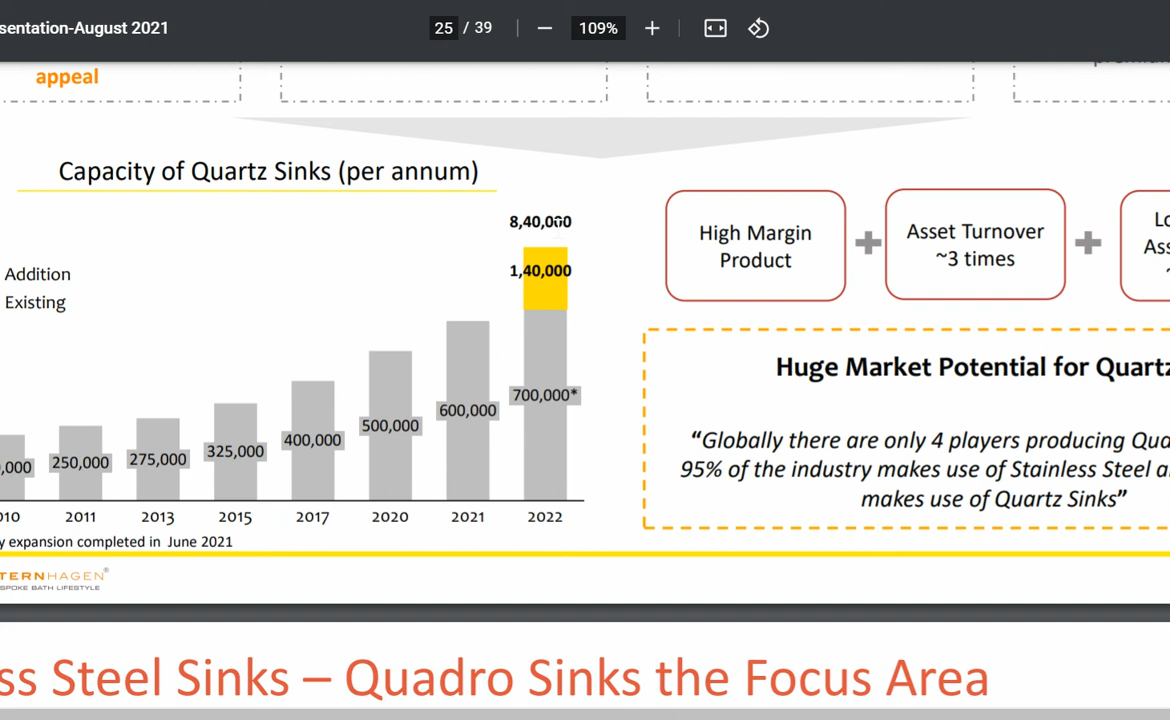 sentation-August 2021
25 / 39
109%
appeal
Capacity of Quartz Sinks (per annum)
8,40,000
1,40,000
Addition
Existing
,000
250,000
275,000
325,000
400,000
500,000
600,000
700,000*
010
2011
2013
2015
2017
2020
2021
2022
y expansion completed in June 2021
High Margin
Product
Asset Turnover
~3 times
Lo
Ass
Huge Market Potential for Quartz
“Globally there are only 4 players producing Qua
95% of the industry makes use of Stainless Steel a
makes use of Quartz Sinks”
TERNHAGEN®
SPOKE BATH LIFESTYLE
ss Steel Sinks – Quadro Sinks the Focus Area